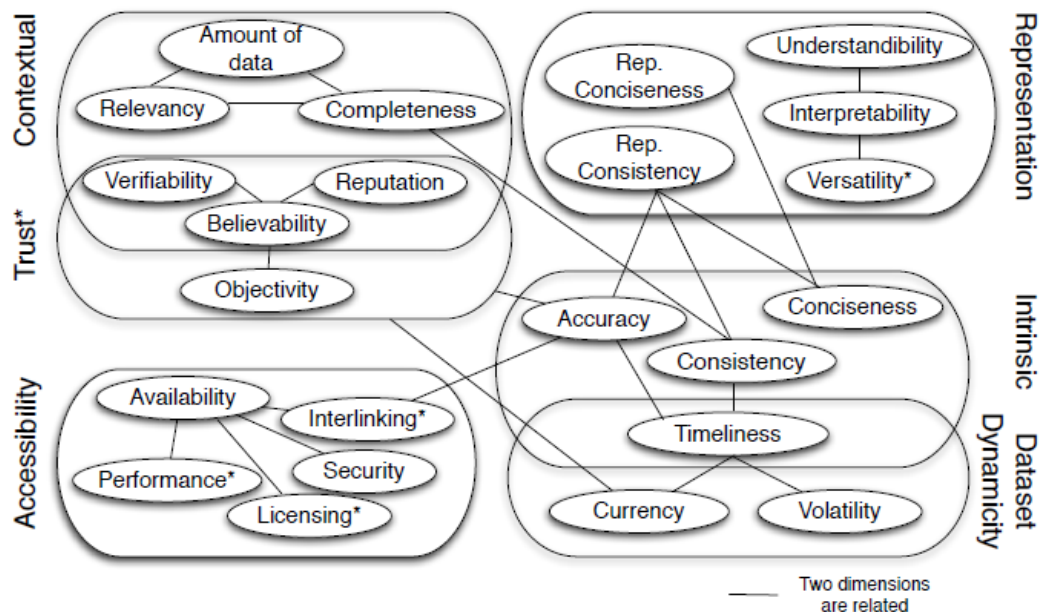 Contextual
Amount of
data
Relevancy
Completeness
Trust*
Verifiability
Reputation
Believability
Objectivity
Accessibility
Availability
Interlinking*
Performance*
Security
Licensing*
Representation
Rep.
Conciseness
Understandibility
Interpretability
Rep.
Consistency
Versatility*
Intrinsic
Conciseness
Accuracy
Consistency
Timeliness
Dataset
Dynamicity
Currency
Volatility
Two dimensions
are related